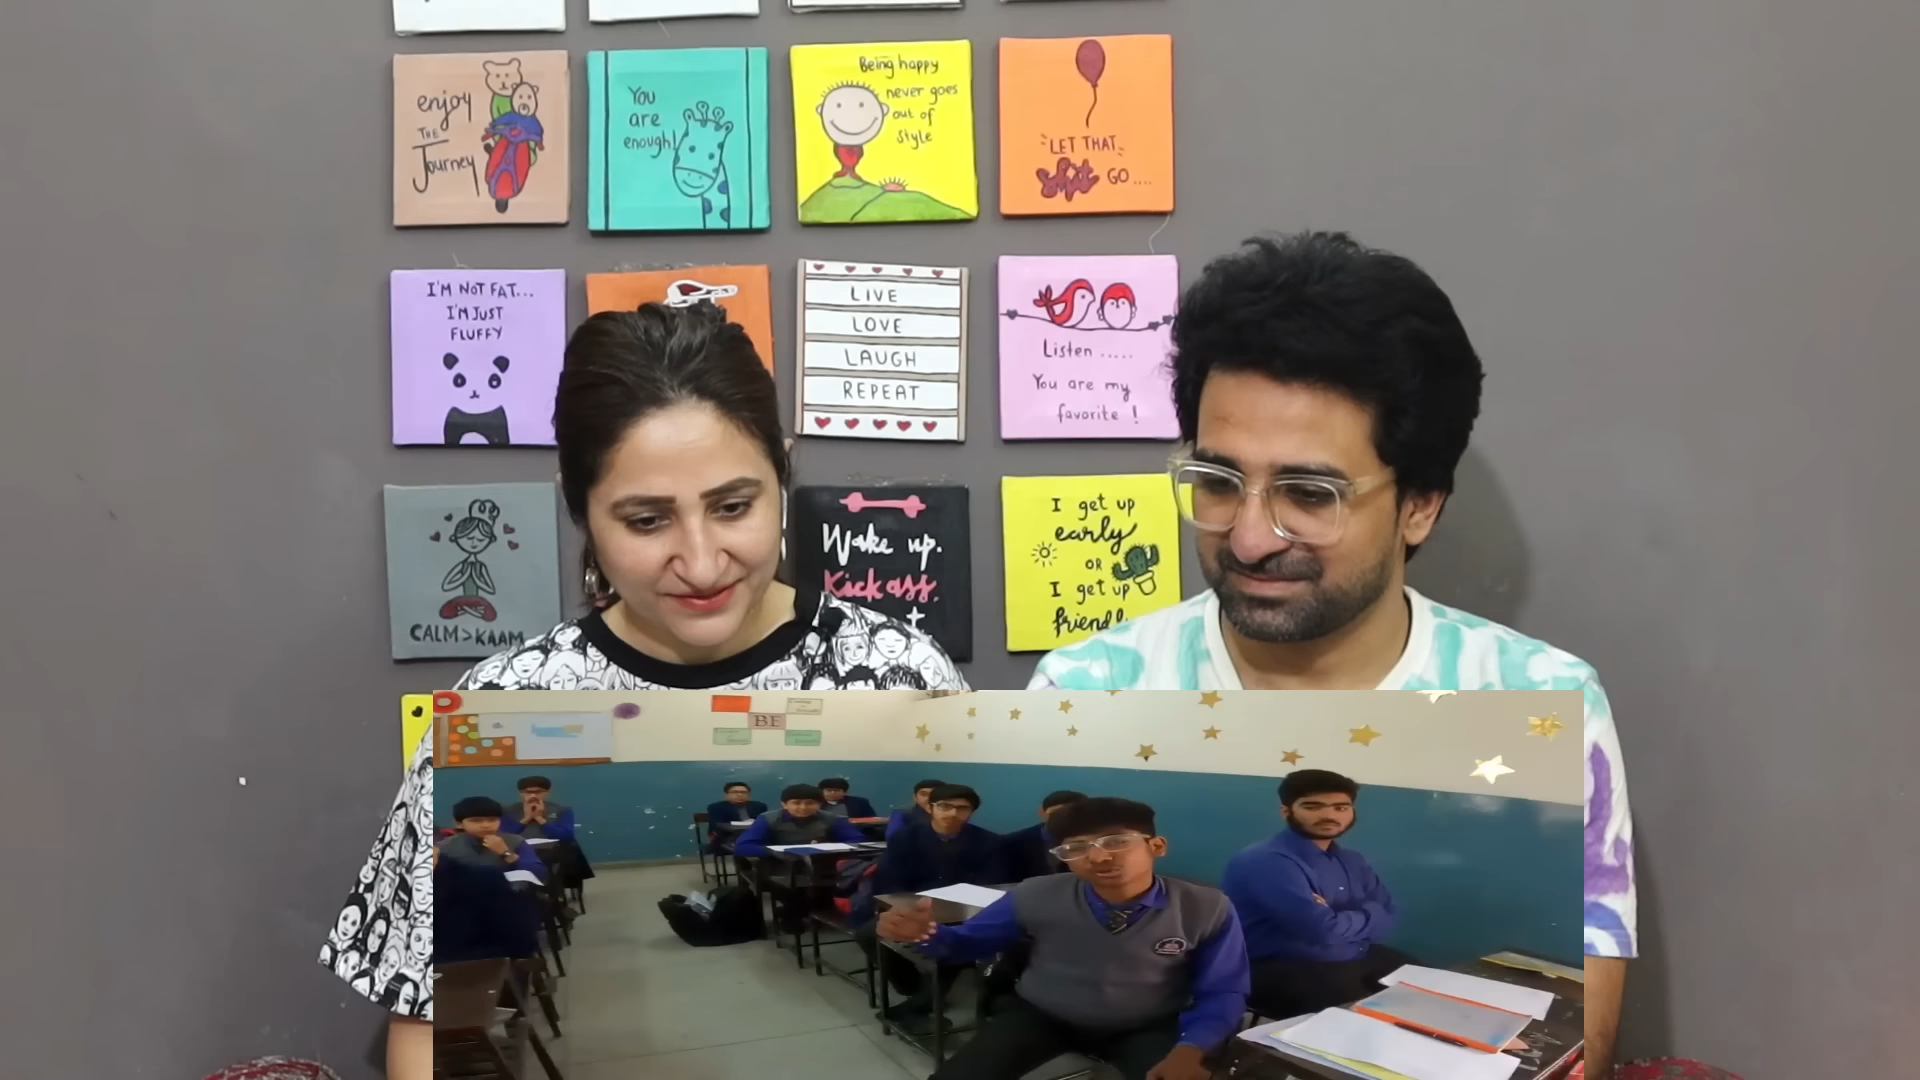 enjoy
THE
Journey
You
are
enough!
Being happy
never goes
out of
style
LET THAT
shit GO ....
I'M NOT FAT...
I'M JUST
FLUFFY
LIVE
LOVE
LAUGH
REPEAT
Listen .....
You are my
favorite !
CALM>KAAM
Wake up.
Kick ass.
I get up
early
OR
I get up
friendl
BE